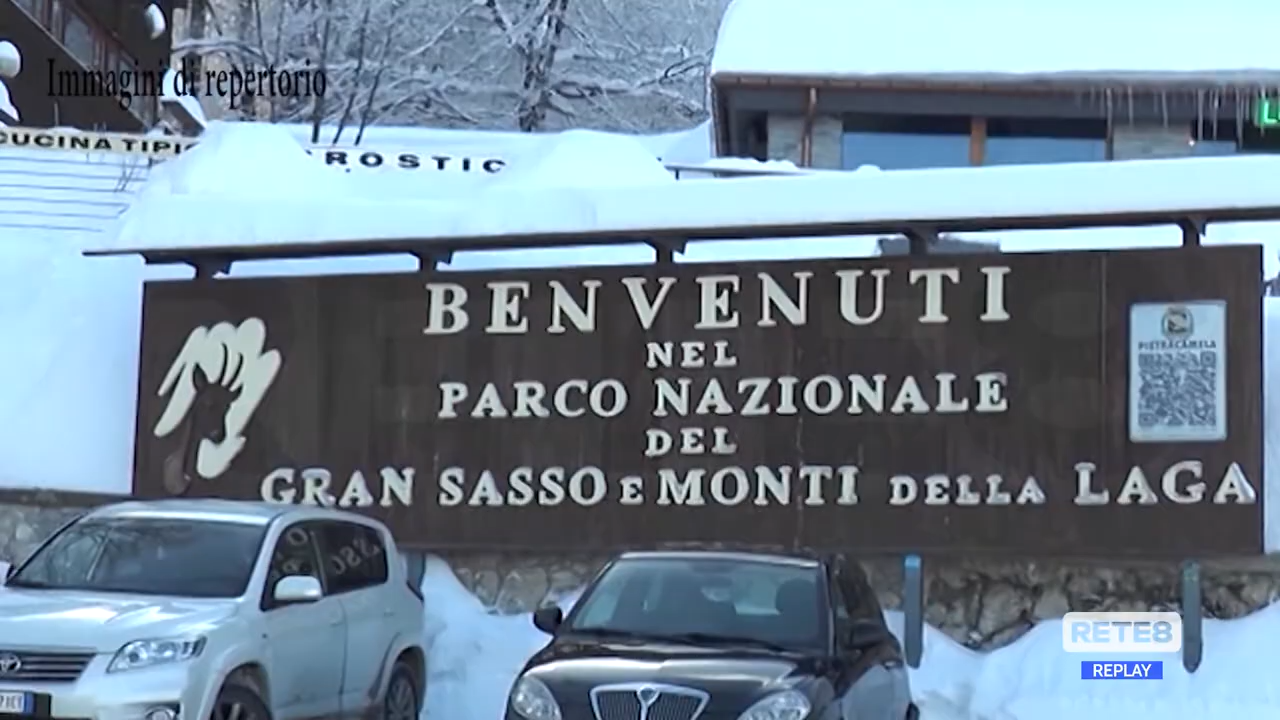 Immagini di repertorio
CUCINA TIPIC
ROSTIC
BENVENUTI
NEL
PARCO NAZIONALE
DEL
GRAN SASSO E MONTI DELLA LAGA
PIETRACAMELA
RETE8
REPLAY